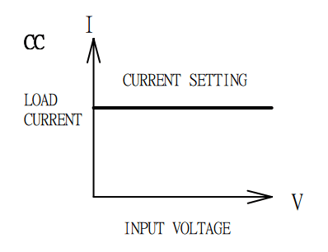 CC
I
CURRENT SETTING
LOAD
CURRENT
V
INPUT VOLTAGE